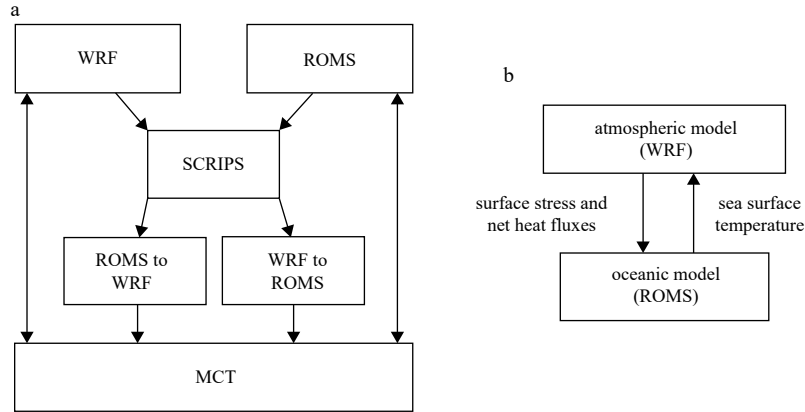 a
WRF
ROMS
SCRIPS
ROMS to
WRF
WRF to
ROMS
MCT
b
atmospheric model
(WRF)
surface stress and
net heat fluxes
sea surface
temperature
oceanic model
(ROMS)